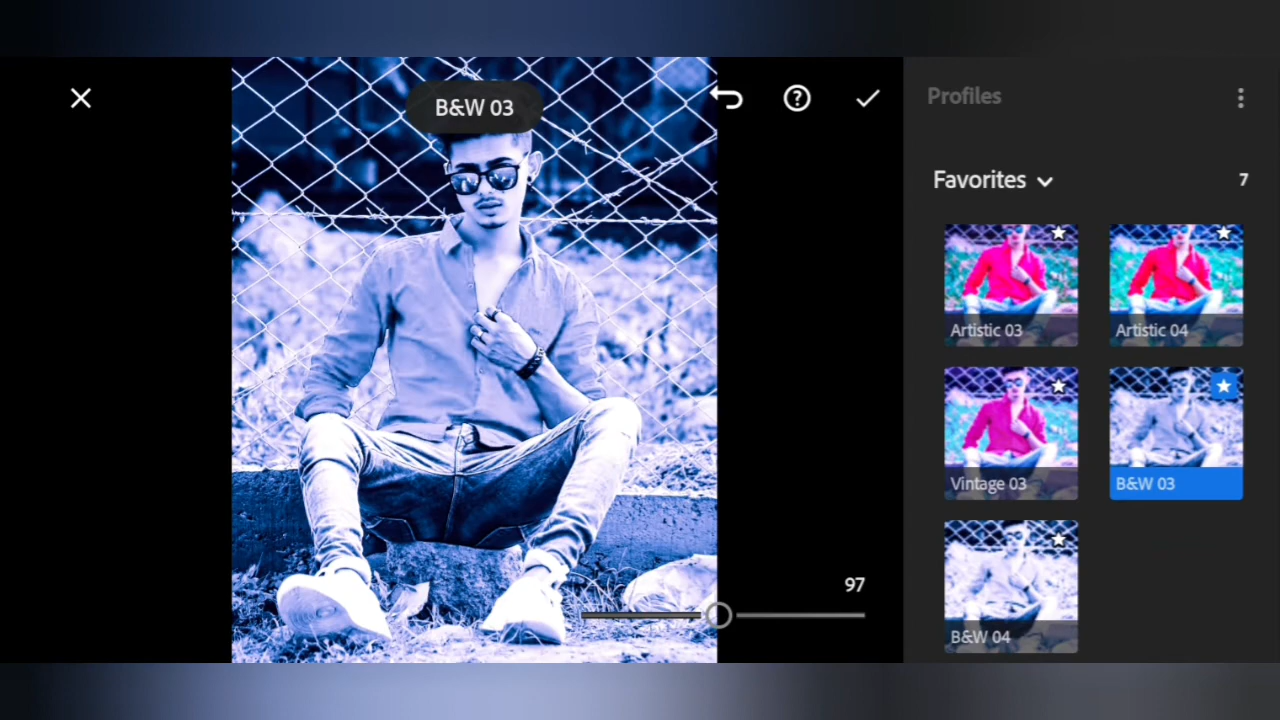 B&W 03
Profiles
Favorites
7
Artistic 03
Artistic 04
Vintage 03
B&W 03
B&W 04
97